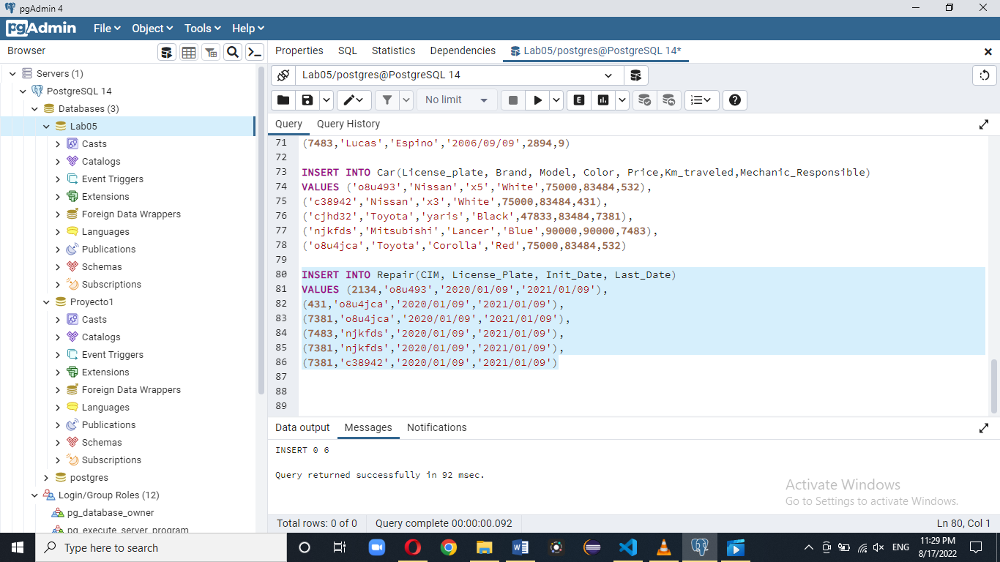 pgAdmin 4
pgAdmin File Object Tools Help
Browser
Properties SQL Statistics Dependencies Lab05/postgres@PostgreSQL 14*
Servers (1)
PostgreSQL 14
Databases (3)
Lab05
Casts
Catalogs
Event Triggers
Extensions
Foreign Data Wrappers
Languages
Publications
Schemas
Subscriptions
Proyecto1
Casts
Catalogs
Event Triggers
Extensions
Foreign Data Wrappers
Languages
Publications
Schemas
Subscriptions
postgres
Login/Group Roles (12)
pg_database_owner
pg_execute_server_program
Lab05/postgres@PostgreSQL 14
No limit
E
Query Query History
71 (7483,'Lucas','Espino','2006/09/09',2894,9)
72
73 INSERT INTO Car(License_plate, Brand, Model, Color, Price,Km_traveled,Mechanic_Responsible)
74 VALUES ('o8u493','Nissan','x5','White',75000,83484,532),
75 ('c38942','Nissan','x3','White',75000,83484,431),
76 ('cjhd32','Toyota','yaris','Black',47833,83484,7381),
77 ('njkfds','Mitsubishi','Lancer','Blue',90000,90000,7483),
78 ('o8u4jca','Toyota','Corolla','Red',75000,83484,532)
79
80 INSERT INTO Repair(CIM, License_Plate, Init_Date, Last_Date)
81 VALUES (2134,'o8u493','2020/01/09','2021/01/09'),
82 (431,'o8u4jca','2020/01/09','2021/01/09'),
83 (7381,'o8u4jca','2020/01/09','2021/01/09'),
84 (7483,'njkfds','2020/01/09','2021/01/09'),
85 (7381,'njkfds','2020/01/09','2021/01/09'),
86 (7381,'c38942','2020/01/09','2021/01/09')
87
88
89
Data output Messages Notifications
INSERT 0 6
Query returned successfully in 92 msec.
Activate Windows
Go to Settings to activate Windows.
Total rows: 0 of 0 Query complete 00:00:00.092 Ln 80, Col 1
Type here to search
ENG
11:29 PM
8/17/2022